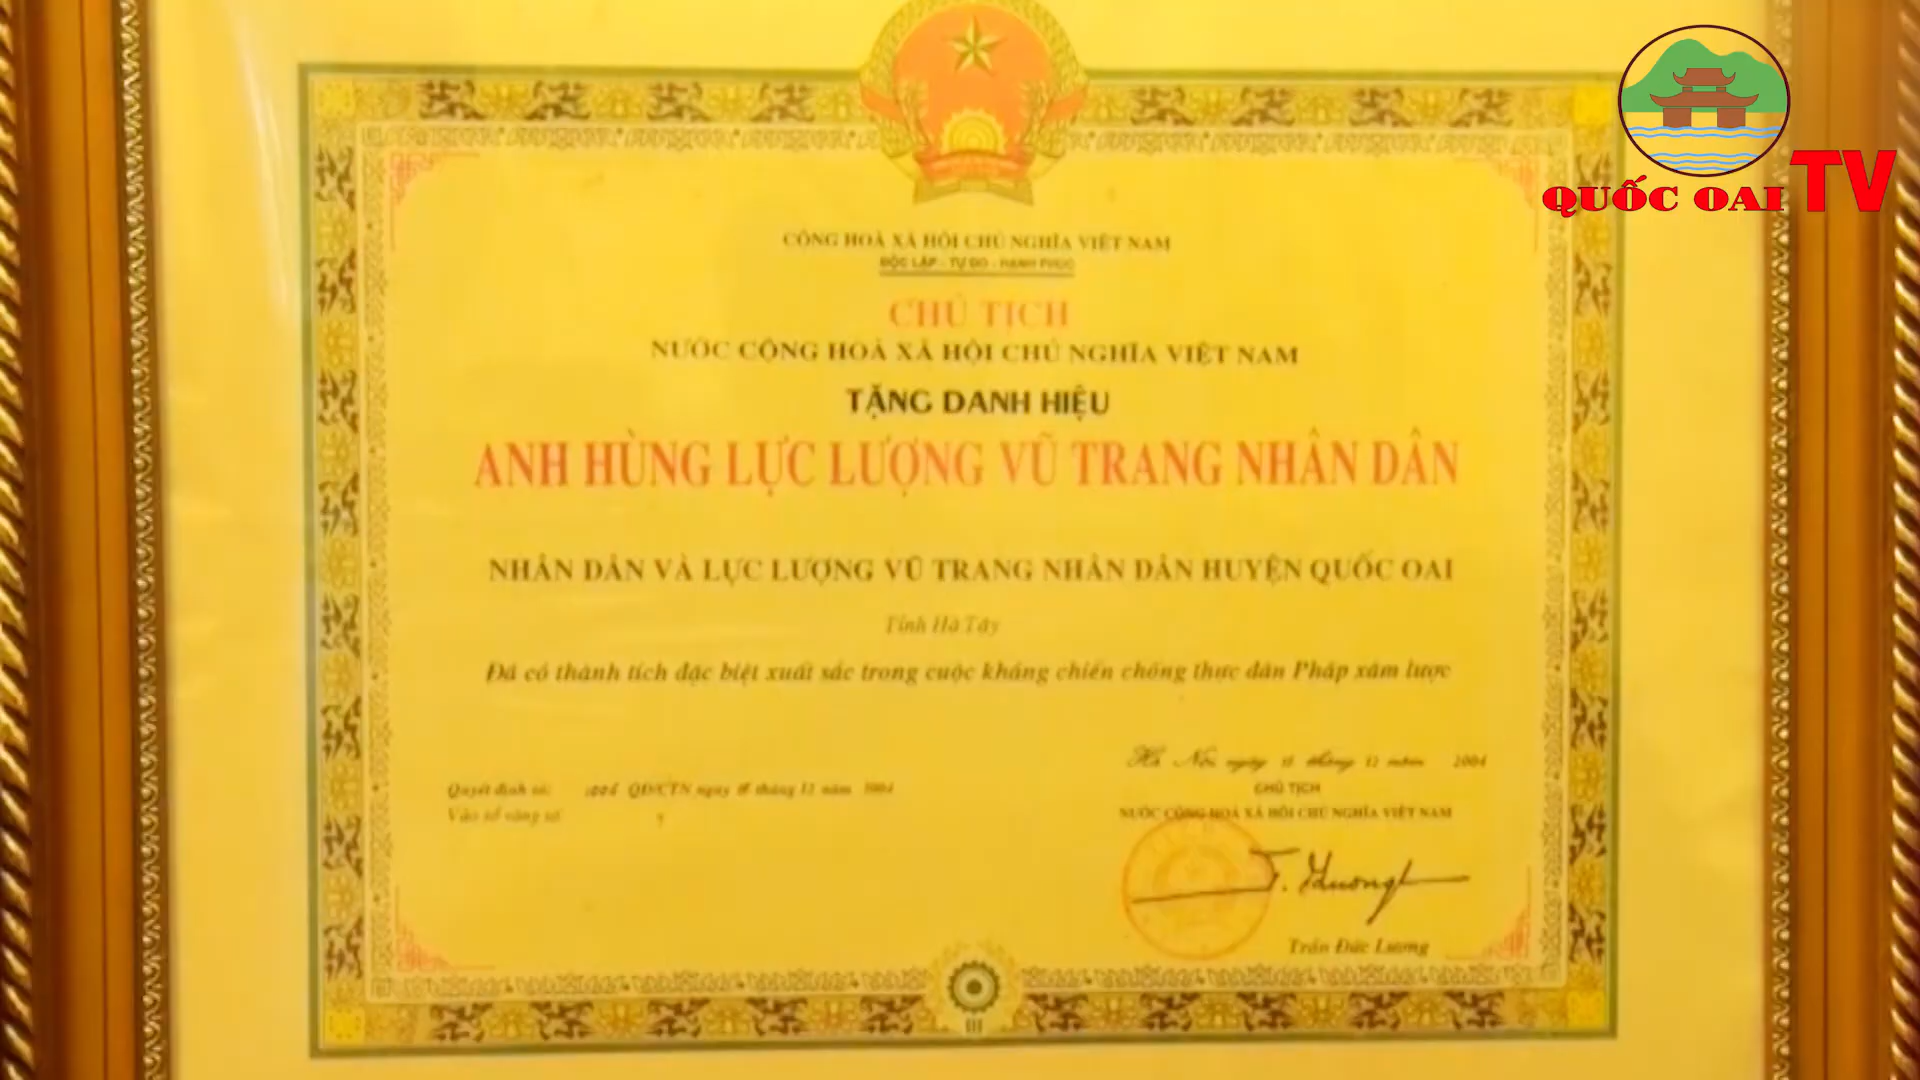 QUỐC OAI TV
CỘNG HOÀ XÃ HỘI CHỦ NGHĨA VIỆT NAM
ĐỘC LẬP - TỰ DO - HẠNH PHÚC
CHỦ TỊCH
NƯỚC CỘNG HOÀ XÃ HỘI CHỦ NGHĨA VIỆT NAM
TẶNG DANH HIỆU
ANH HÙNG LỰC LƯỢNG VŨ TRANG NHÂN DÂN
NHÂN DÂN VÀ LỰC LƯỢNG VŨ TRANG NHÂN DÂN HUYỆN QUỐC OAI
Tỉnh Hà Tây
Đã có thành tích đặc biệt xuất sắc trong cuộc kháng chiến chống thực dân Pháp xâm lược
Hà Nội, ngày tháng 12 năm 2004
Quyết định số: QĐ/CTN ngày tháng 12 năm 2004
CHỦ TỊCH
Vào sổ vàng số
NƯỚC CỘNG HOÀ XÃ HỘI CHỦ NGHĨA VIỆT NAM
Trần Đức Lương